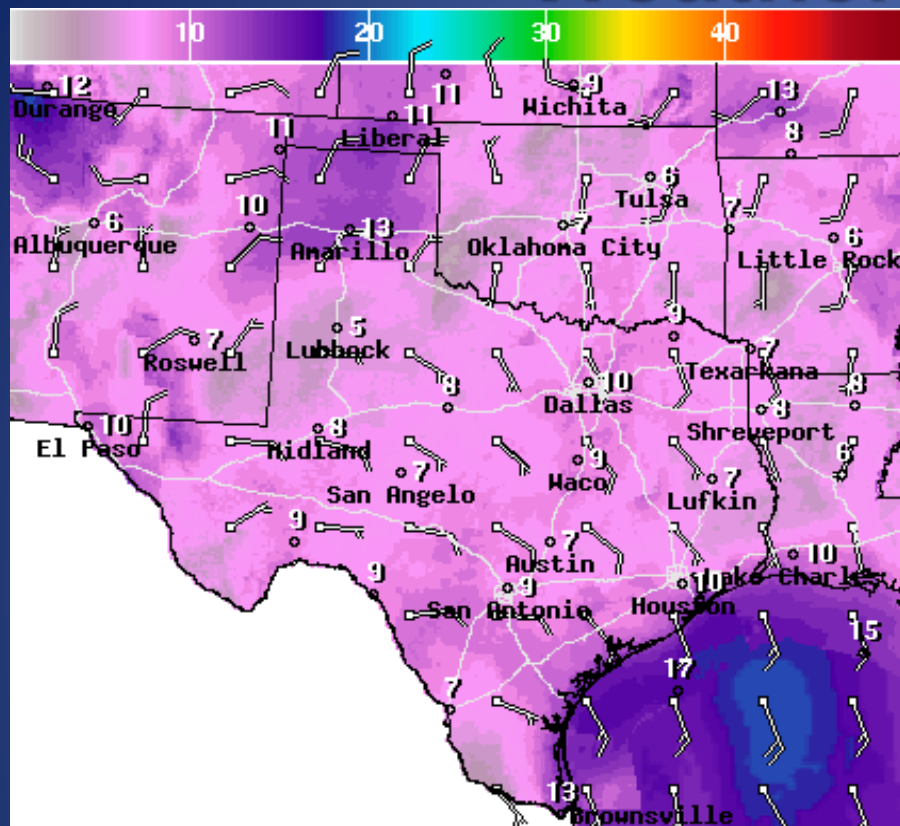 10 20 30 40
12
Durango
11
9
Wichita
13
11
Liberal
11
8
6
Tulsa
10
6
Albuquerque
13
Amarillo
7
Oklahoma City
7
6
Little Rock
5
Lubbock
7
Roswell
9
7
Texarkana
8
10
Dallas
8
Shreveport
8
10
El Paso
8
Midland
7
San Angelo
9
Waco
7
Lufkin
6
9
7
Austin
10
Lake Charles
9
9
San Antonio
10
Houston
15
7
17
13
Brownsville